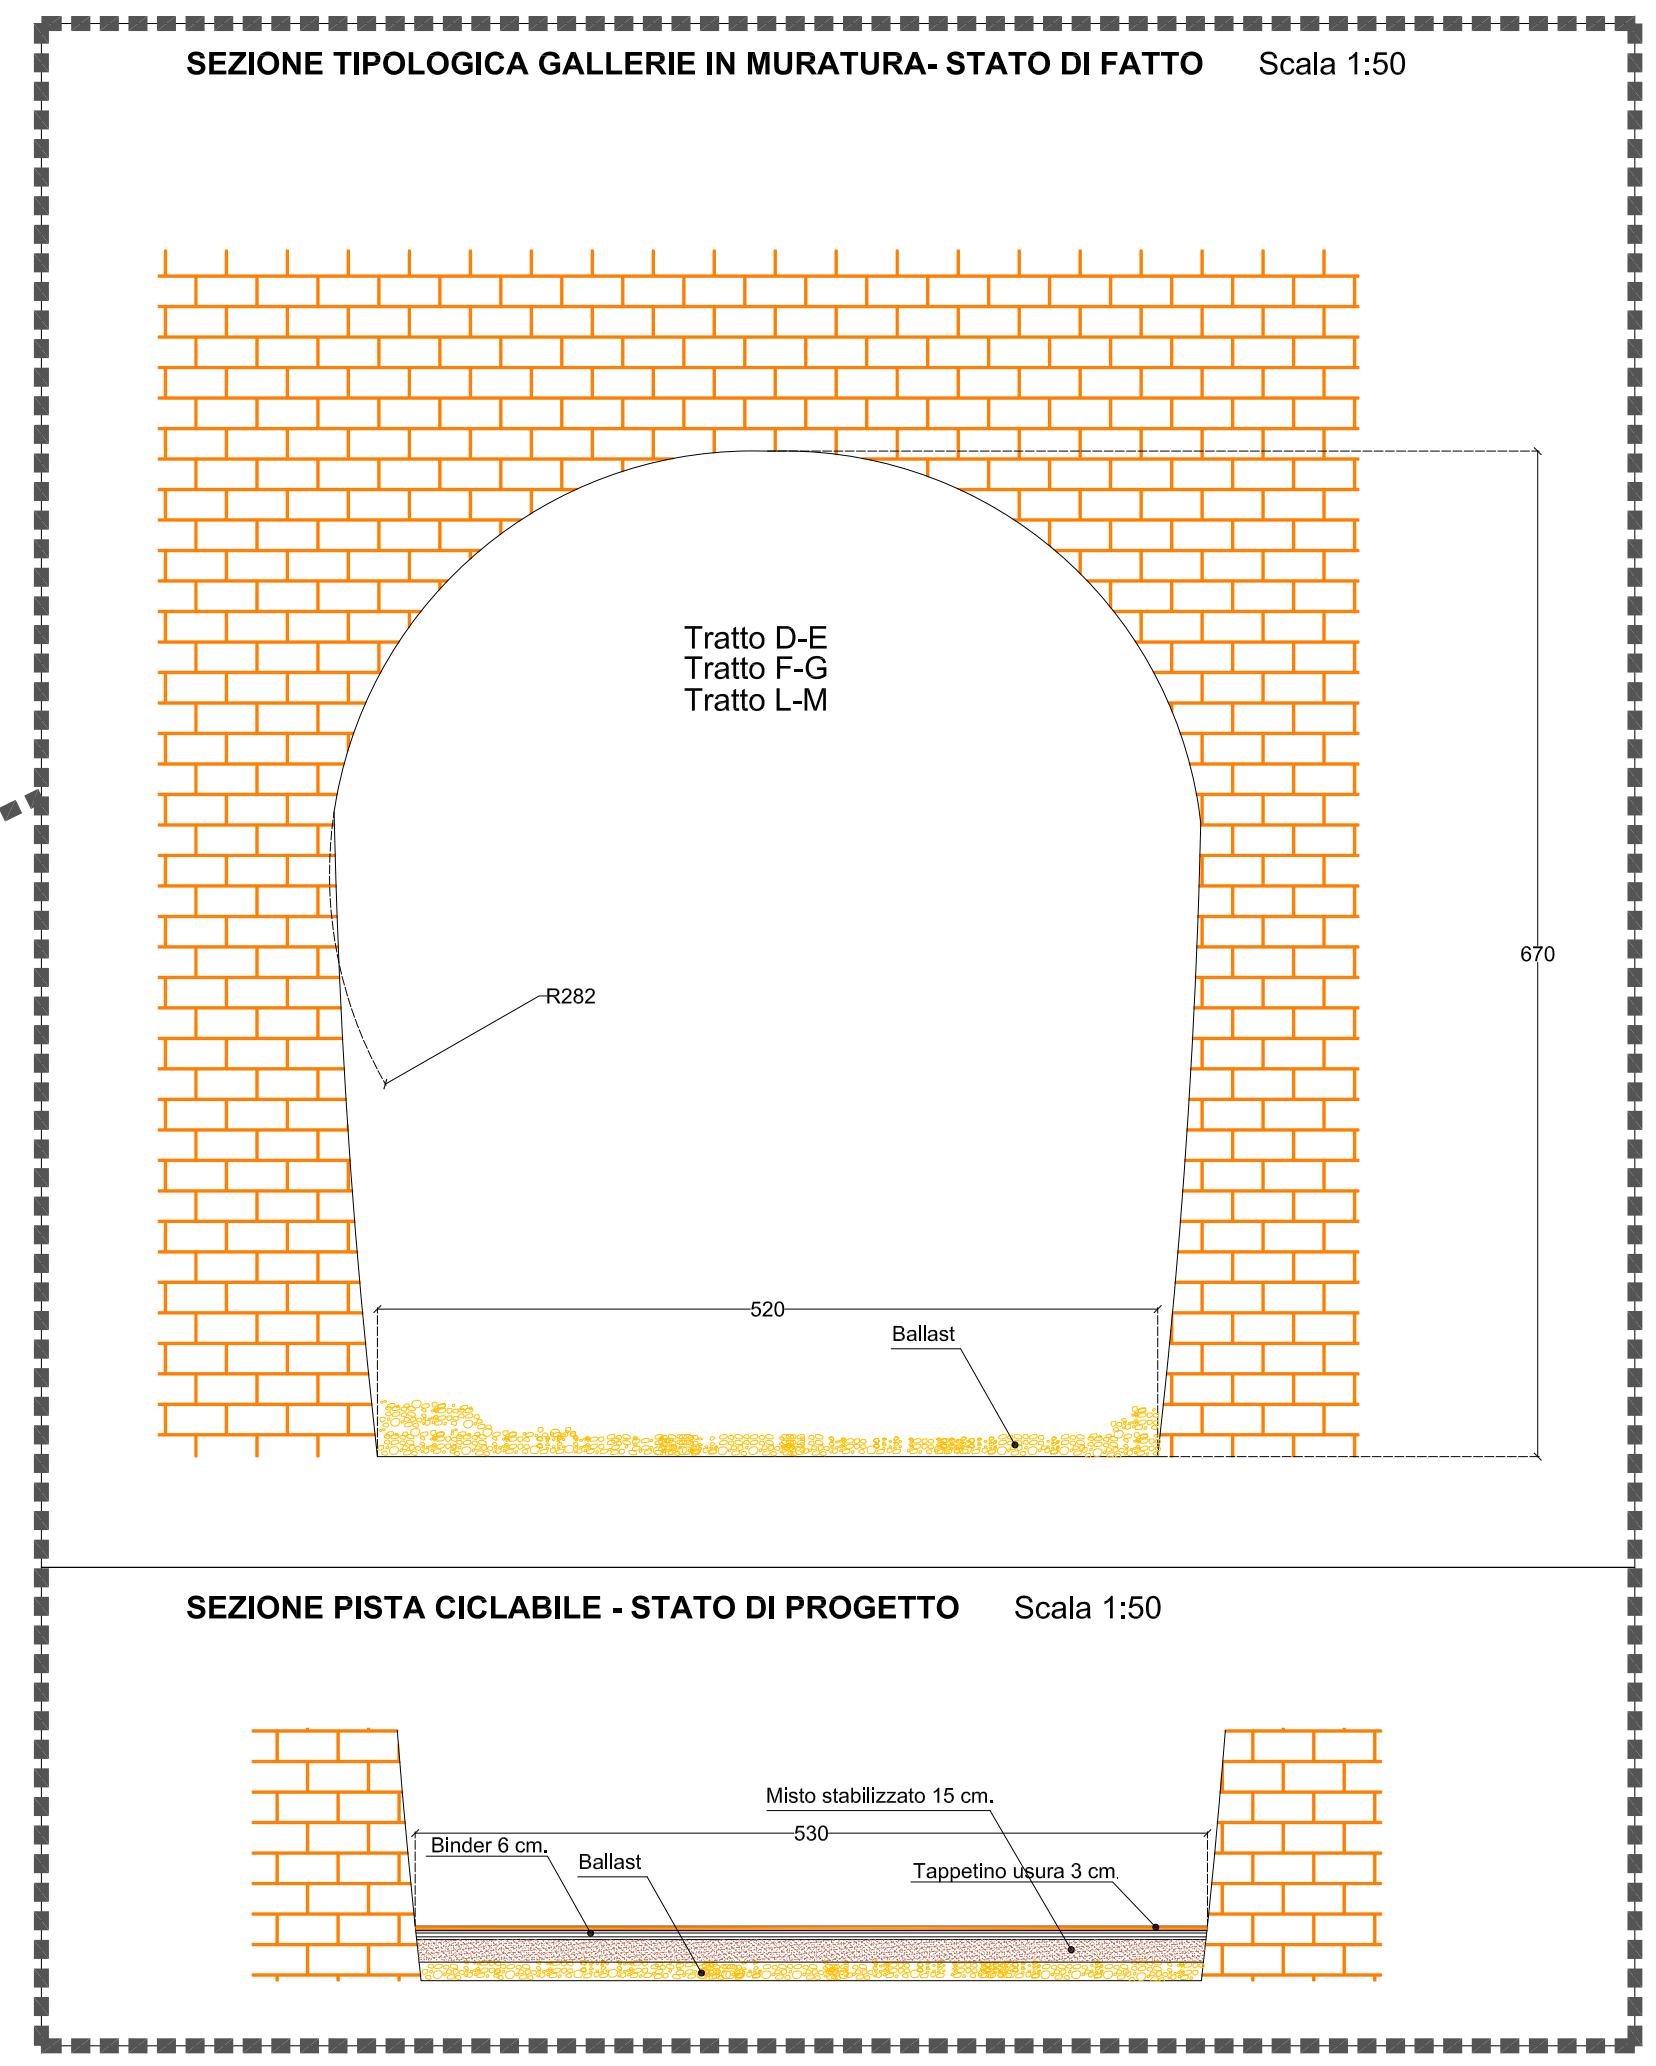 SEZIONE TIPOLOGICA GALLERIE IN MURATURA- STATO DI FATTO Scala 1:50
Tratto D-E
Tratto F-G
Tratto L-M
670
R282
520
Ballast
SEZIONE PISTA CICLABILE - STATO DI PROGETTO Scala 1:50
Misto stabilizzato 15 cm.
530
Binder 6 cm.
Ballast
Tappetino usura 3 cm.